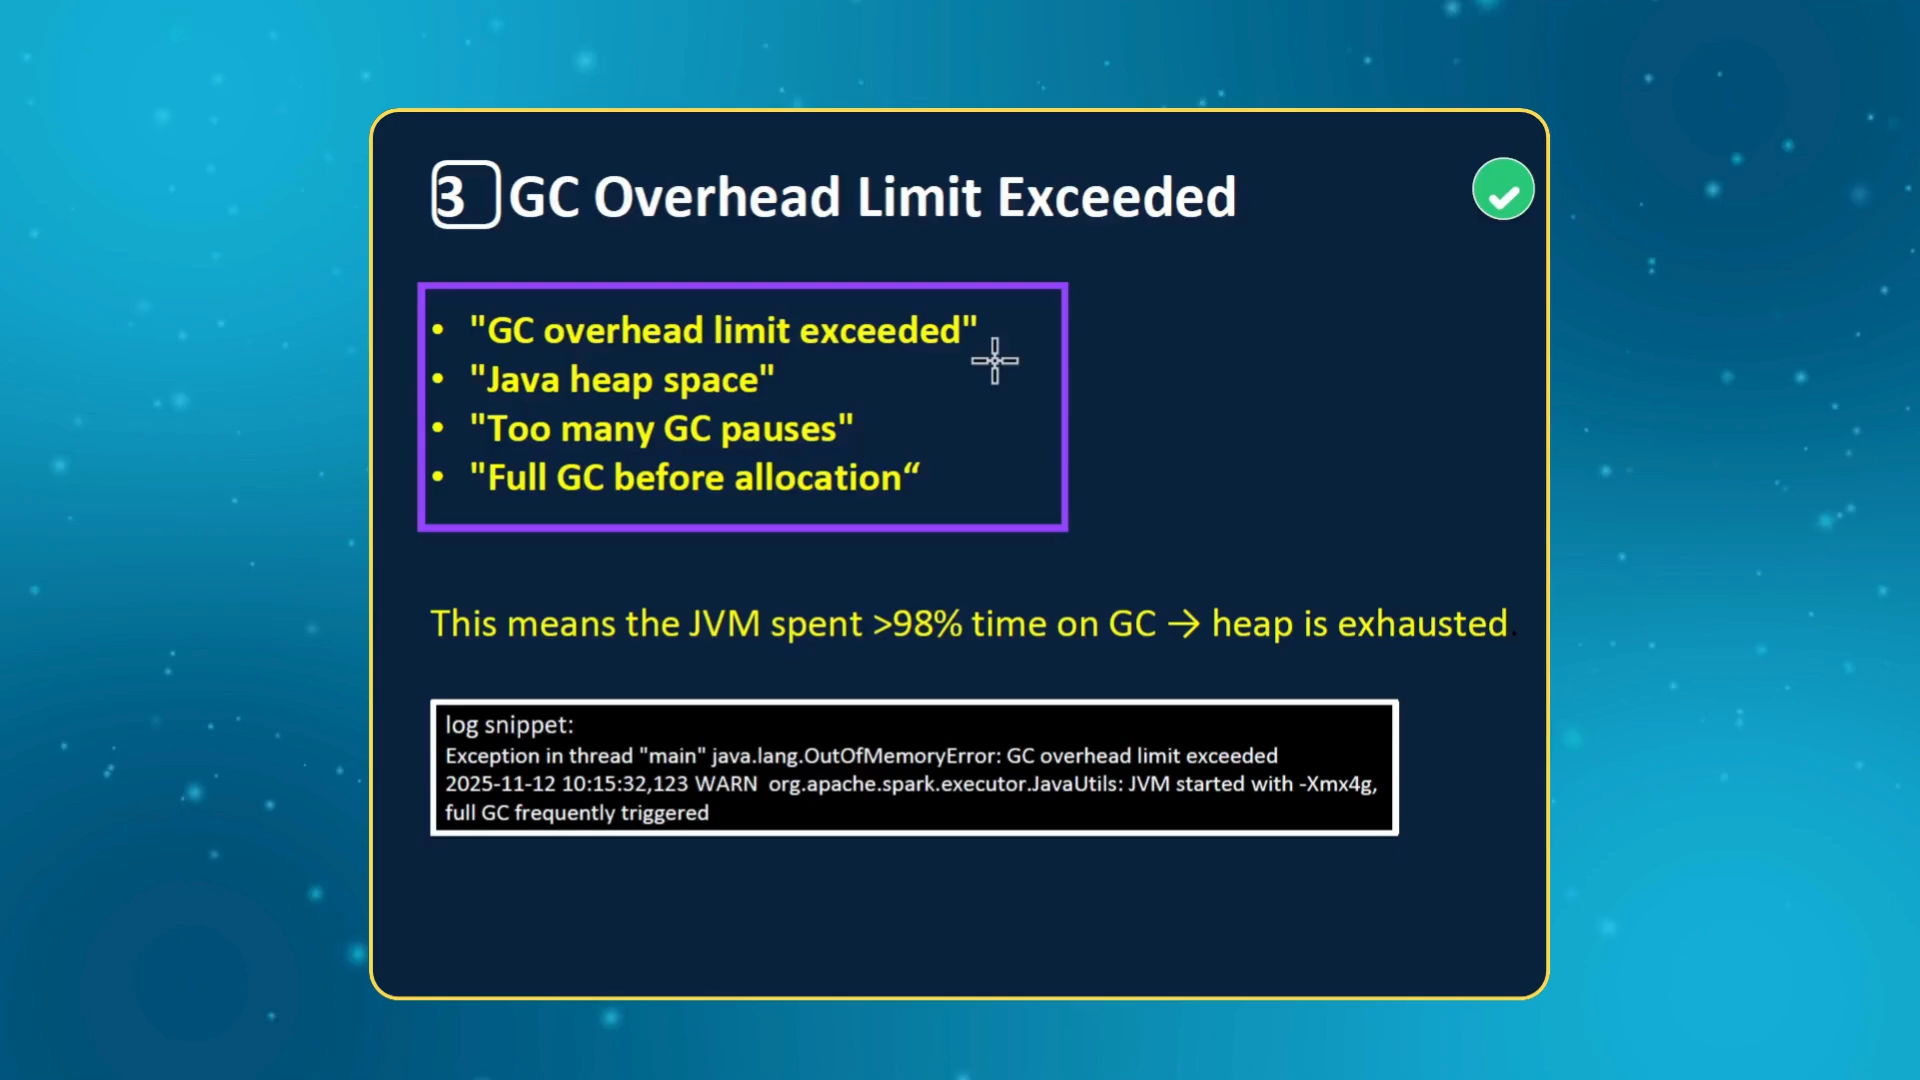 3 GC Overhead Limit Exceeded
• "GC overhead limit exceeded"
• "Java heap space"
• "Too many GC pauses"
• "Full GC before allocation“
This means the JVM spent >98% time on GC → heap is exhausted.
log snippet:
Exception in thread "main" java.lang.OutOfMemoryError: GC overhead limit exceeded
2025-11-12 10:15:32,123 WARN  org.apache.spark.executor.JavaUtils: JVM started with -Xmx4g,
full GC frequently triggered